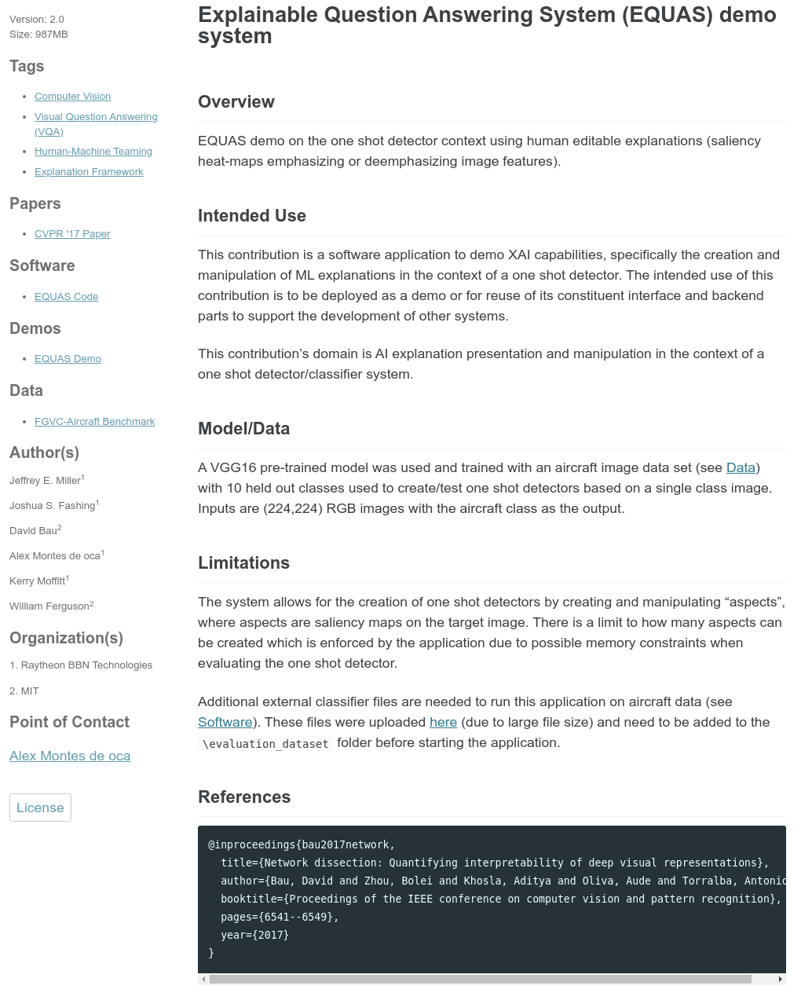 Version: 2.0
Size: 987MB
Tags
Computer Vision
Visual Question Answering
(VQA)
Human-Machine Teaming
Explanation Framework
Papers
CVPR '17 Paper
Software
EQUAS Code
Demos
EQUAS Demo
Data
FGVC-Aircraft Benchmark
Author(s)
Jeffrey E. Miller1
Joshua S. Fashing1
David Bau2
Alex Montes de oca1
Kerry Moffitt1
William Ferguson2
Organization(s)
1. Raytheon BBN Technologies
2. MIT
Point of Contact
Alex Montes de oca
License
Explainable Question Answering System (EQUAS) demo
system
Overview
EQUAS demo on the one shot detector context using human editable explanations (saliency
heat-maps emphasizing or deemphasizing image features).
Intended Use
This contribution is a software application to demo XAI capabilities, specifically the creation and
manipulation of ML explanations in the context of a one shot detector. The intended use of this
contribution is to be deployed as a demo or for reuse of its constituent interface and backend
parts to support the development of other systems.
This contribution’s domain is AI explanation presentation and manipulation in the context of a
one shot detector/classifier system.
Model/Data
A VGG16 pre-trained model was used and trained with an aircraft image data set (see Data)
with 10 held out classes used to create/test one shot detectors based on a single class image.
Inputs are (224,224) RGB images with the aircraft class as the output.
Limitations
The system allows for the creation of one shot detectors by creating and manipulating “aspects”,
where aspects are saliency maps on the target image. There is a limit to how many aspects can
be created which is enforced by the application due to possible memory constraints when
evaluating the one shot detector.
Additional external classifier files are needed to run this application on aircraft data (see
Software). These files were uploaded here (due to large file size) and need to be added to the
\evaluation_dataset folder before starting the application.
References
@inproceedings{bau2017network,
title={Network dissection: Quantifying interpretability of deep visual representations},
author={Bau, David and Zhou, Bolei and Khosla, Aditya and Oliva, Aude and Torralba, Antonio
booktitle={Proceedings of the IEEE conference on computer vision and pattern recognition},
pages={6541--6549},
year={2017}
}